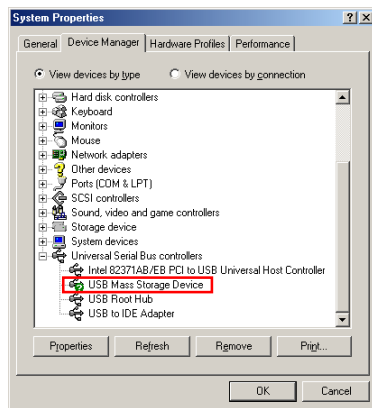 System Properties
General Device Manager Hardware Profiles Performance
View devices by type View devices by connection
Hard disk controllers
Keyboard
Monitors
Mouse
Network adapters
Other devices
Ports (COM & LPT)
SCSI controllers
Sound, video and game controllers
Storage device
System devices
Universal Serial Bus controllers
Intel 82371AB/EB PCI to USB Universal Host Controller
USB Mass Storage Device
USB Root Hub
USB to IDE Adapter
Properties Refresh Remove Print...
OK Cancel